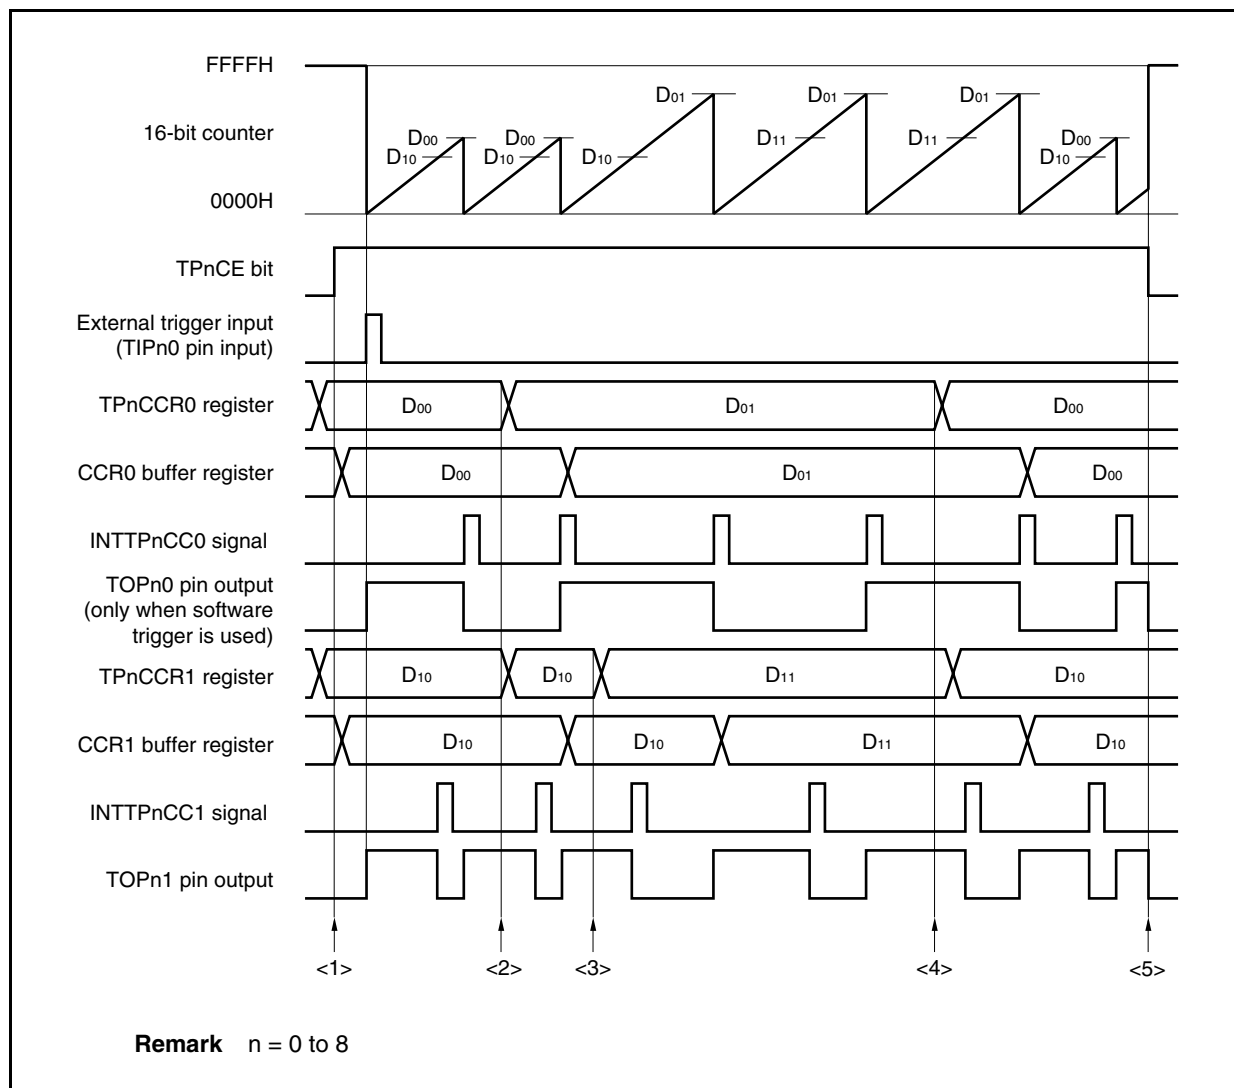 FFFFH
D01 D01 D01
16-bit counter
D00 D00 D11 D11 D00
D10 D10 D10 D10
0000H
TPnCE bit
External trigger input
(TIPn0 pin input)
TPnCCR0 register D00 D01 D00
CCR0 buffer register D00 D01 D00
INTTPnCC0 signal
TOPn0 pin output
(only when software
trigger is used)
TPnCCR1 register D10 D10 D11 D10
CCR1 buffer register D10 D10 D11 D10
INTTPnCC1 signal
TOPn1 pin output
<1> <2> <3> <4> <5>
Remark n = 0 to 8